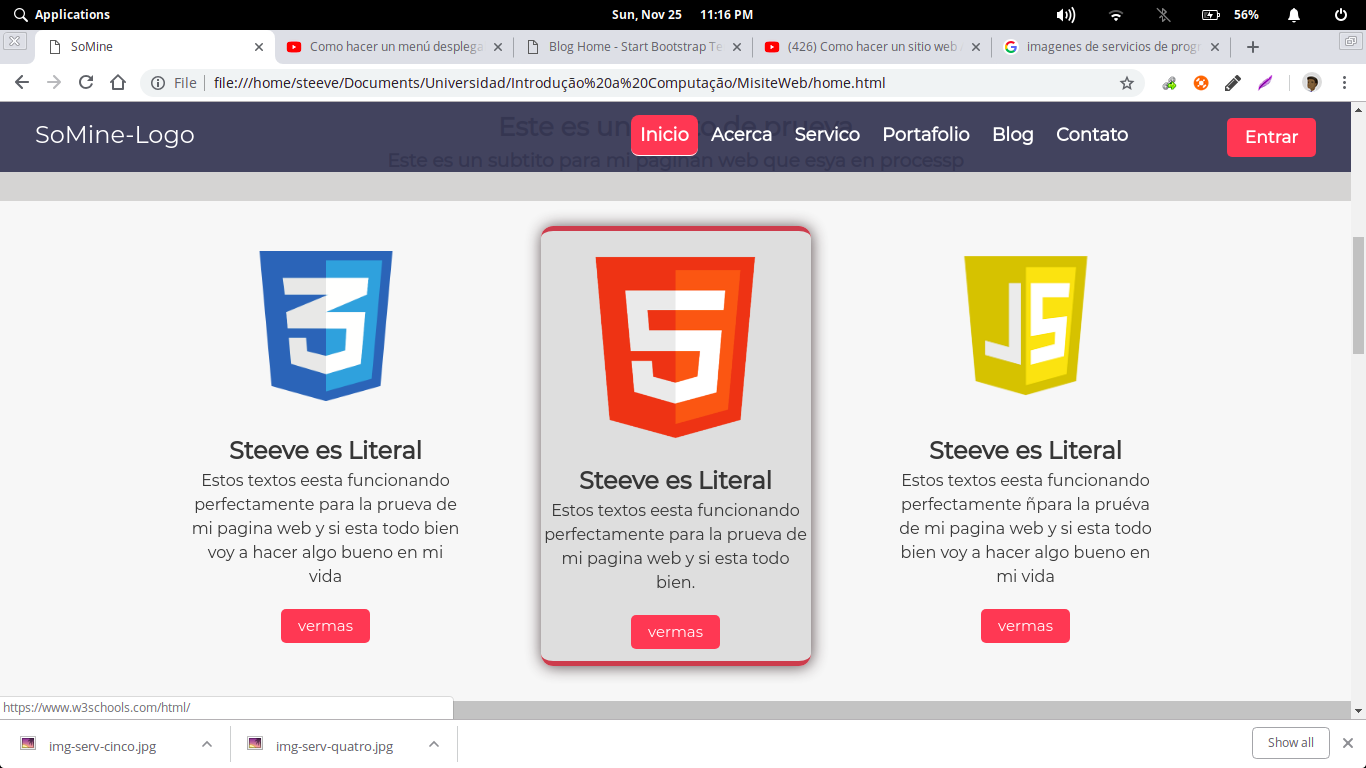 Applications
Sun, Nov 25 11:16 PM
56%
SoMine
Como hacer un menú desplega
Blog Home - Start Bootstrap Te
(426) Como hacer un sitio web
imagenes de servicios de progr
File
file:///home/steeve/Documents/Universidad/Introdução%20a%20Computação/MisiteWeb/home.html
SoMine-Logo
Inicio
Acerca
Servico
Portafolio
Blog
Contato
Entrar
Este es un
de prueva
Este es un subtito para mi paginan web que esya en processp
Steeve es Literal
Estos textos eesta funcionando
perfectamente para la prueva de
mi pagina web y si esta todo bien
voy a hacer algo bueno en mi
vida
vermas
Steeve es Literal
Estos textos eesta funcionando
perfectamente para la prueva de
mi pagina web y si esta todo
bien.
vermas
JS
Steeve es Literal
Estos textos eesta funcionando
perfectamente ñpara la pruéva
de mi pagina web y si esta todo
bien voy a hacer algo bueno en
mi vida
vermas
https://www.w3schools.com/html/
img-serv-cinco.jpg
img-serv-quatro.jpg
Show all